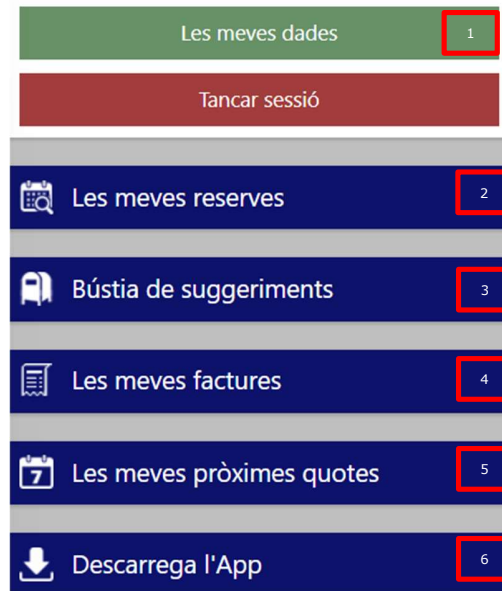 Les meves dades 1
Tancar sessió
Les meves reserves 2
Bústia de suggeriments 3
Les meves factures 4
7 Les meves pròximes quotes 5
Descarrega l'App 6